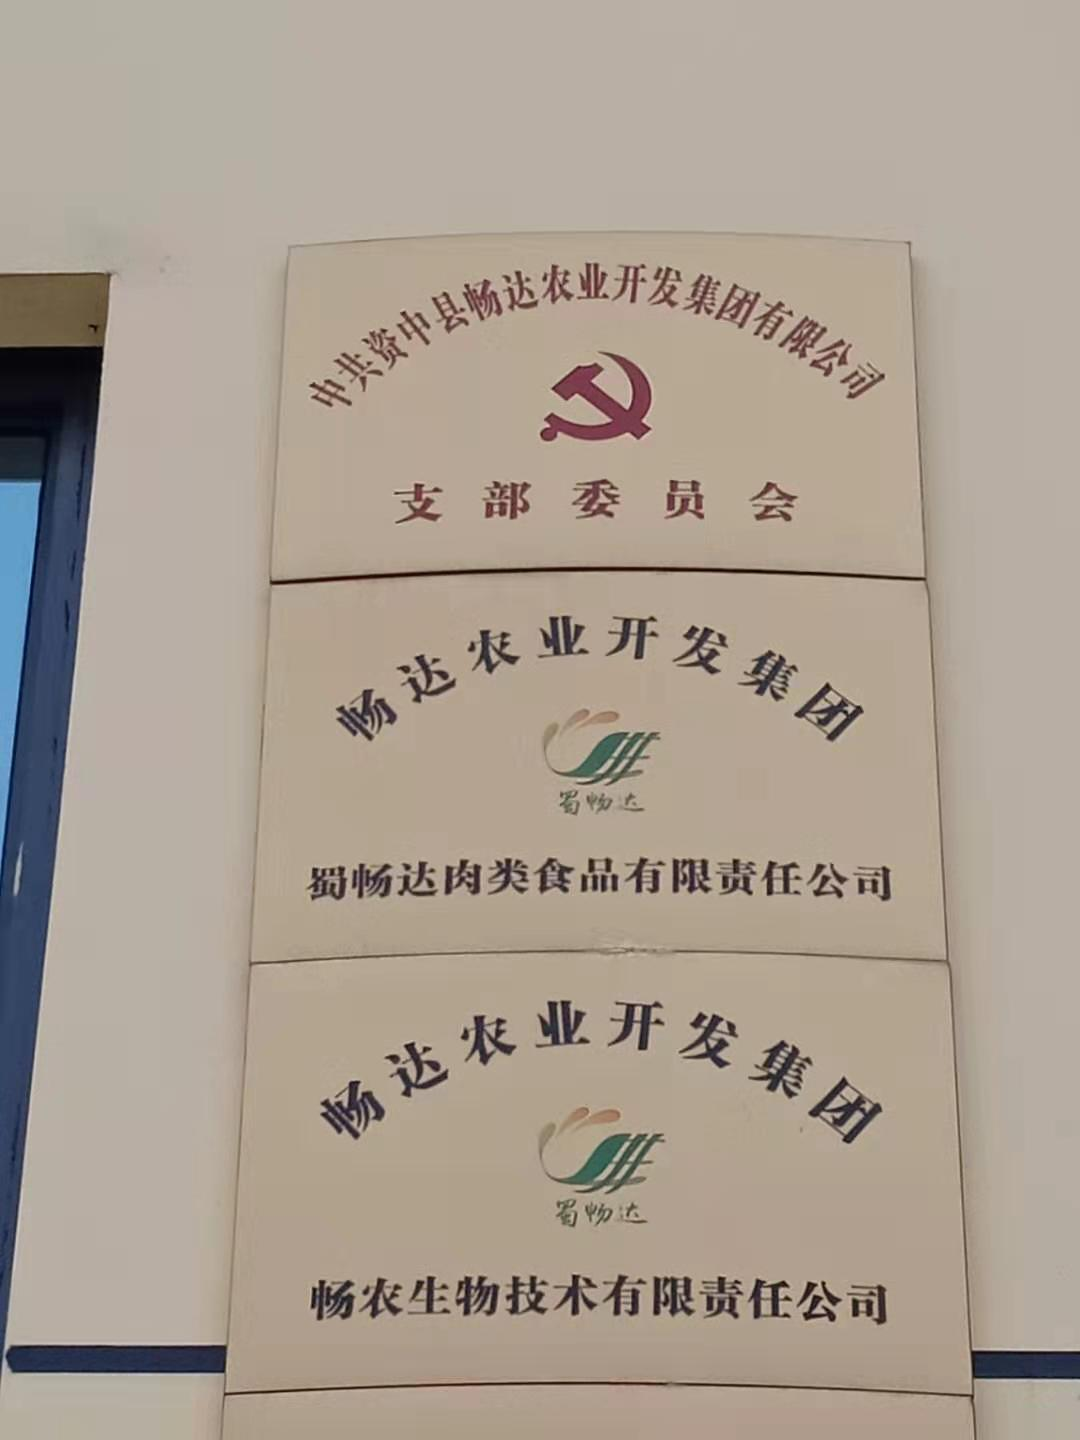 中共资中县畅达农业开发集团有限公司
支部委员会
畅达农业开发集团
蜀畅达
蜀畅达肉类食品有限责任公司
畅达农业开发集团
蜀畅达
畅农生物技术有限责任公司